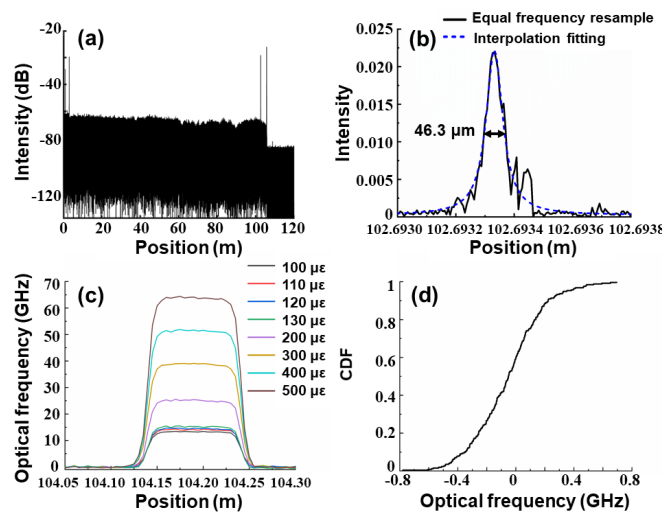 (a)
Intensity (dB)
-20
-40
-80
-120
0 20 40 60 80 100 120
Position (m)
(b)
Equal frequency resample
Interpolation fitting
Intensity
0.025
0.020
0.015
0.010
0.005
0
46.3 μm
102.6930 102.6932 102.6934 102.6936 102.6938
Position (m)
(c)
Optical frequency (GHz)
70
60
50
40
30
20
10
0
104.05 104.10 104.15 104.20 104.25 104.30
Position (m)
100 με
110 με
120 με
130 με
200 με
300 με
400 με
500 με
(d)
CDF
1
0.8
0.6
0.4
0.2
0
-0.8 -0.4 0 0.4 0.8
Optical frequency (GHz)